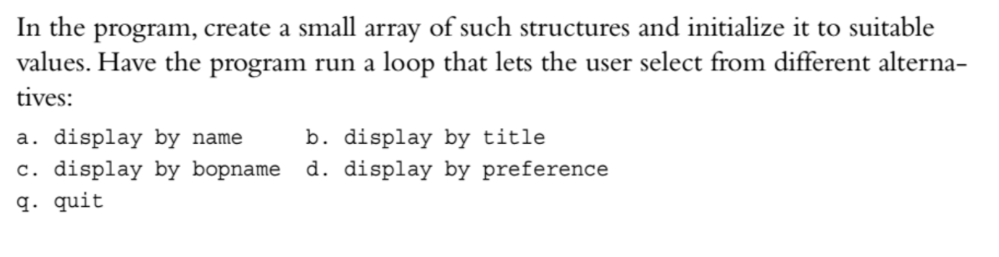 In the program, create a small array of such structures and initialize it to suitable
values. Have the program run a loop that lets the user select from different alterna-
tives:
a. display by name     b. display by title
c. display by bopname  d. display by preference
q. quit